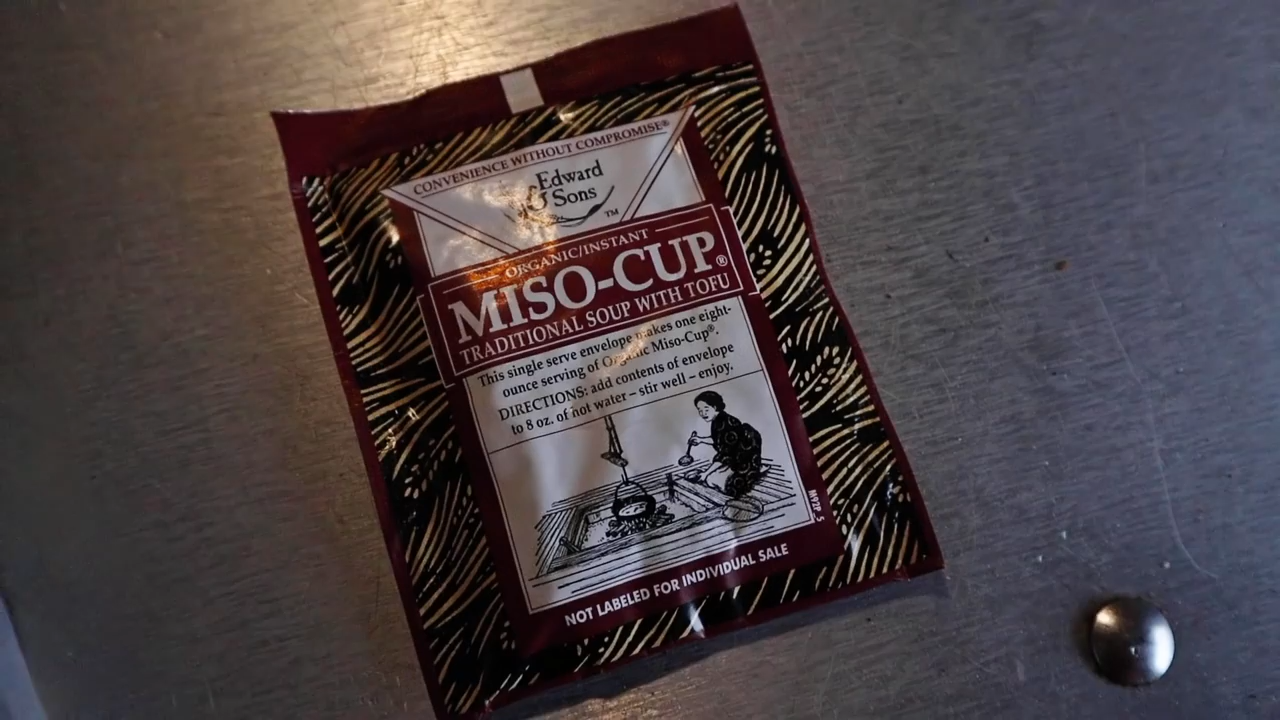 CONVENIENCE WITHOUT COMPROMISE®
Edward
& Sons
TM
ORGANIC/INSTANT
MISO-CUP®
TRADITIONAL SOUP WITH TOFU
This single serve envelope makes one eight-
ounce serving of Organic Miso-Cup®.
DIRECTIONS: add contents of envelope
to 8 oz. of hot water – stir well – enjoy.
M92P_5
NOT LABELED FOR INDIVIDUAL SALE